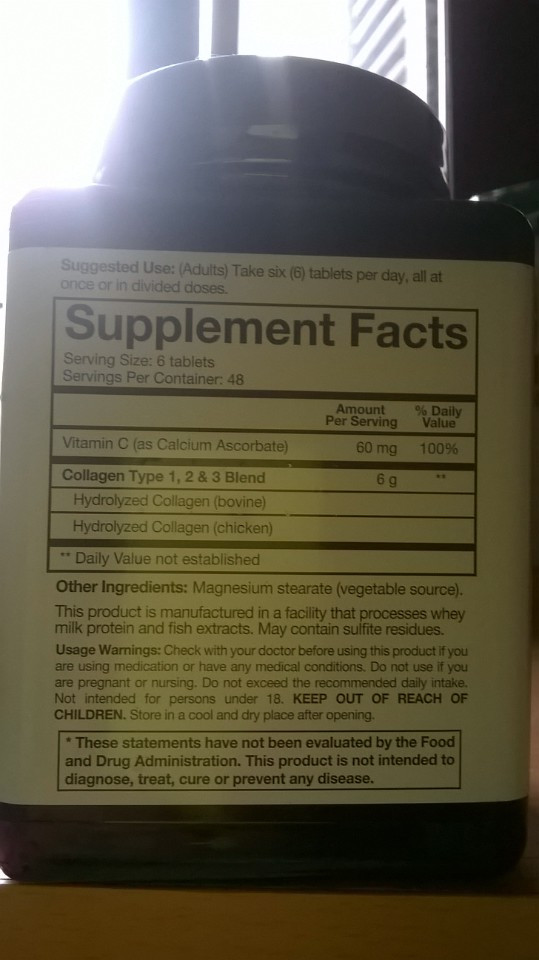 Suggested Use: (Adults) Take six (6) tablets per day, all at
once or in divided doses.
Supplement Facts
Serving Size: 6 tablets
Servings Per Container: 48
Amount Per Serving % Daily Value
Vitamin C (as Calcium Ascorbate) 60 mg 100%
Collagen Type 1, 2 & 3 Blend 6 g **
Hydrolyzed Collagen (bovine)
Hydrolyzed Collagen (chicken)
** Daily Value not established
Other Ingredients: Magnesium stearate (vegetable source).
This product is manufactured in a facility that processes whey
milk protein and fish extracts. May contain sulfite residues.
Usage Warnings: Check with your doctor before using this product if you
are using medication or have any medical conditions. Do not use if you
are pregnant or nursing. Do not exceed the recommended daily intake.
Not intended for persons under 18. KEEP OUT OF REACH OF
CHILDREN. Store in a cool and dry place after opening.
* These statements have not been evaluated by the Food
and Drug Administration. This product is not intended to
diagnose, treat, cure or prevent any disease.